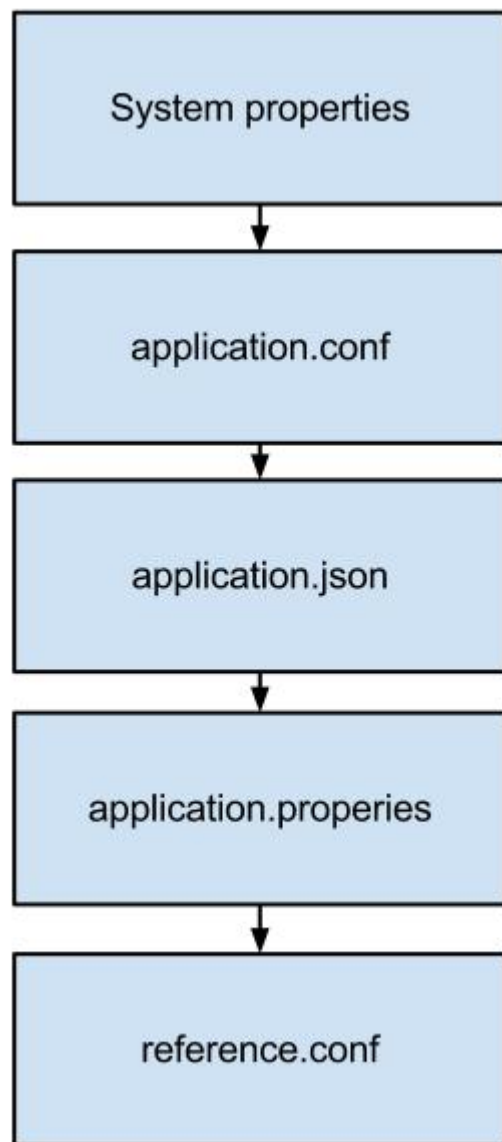 System properties
application.conf
application.json
application.properies
reference.conf